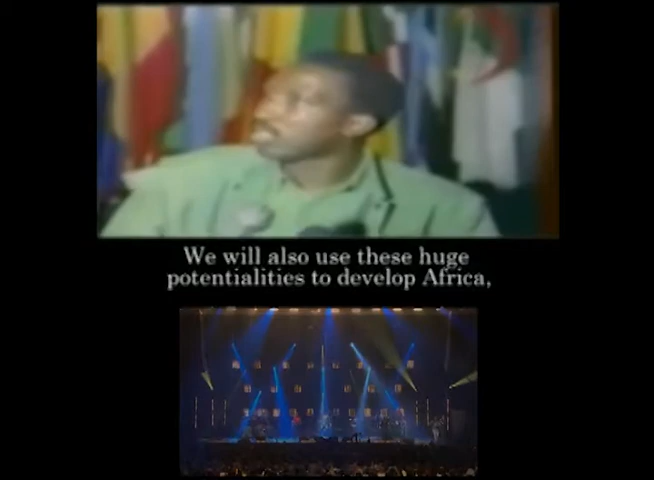 We will also use these huge
potentialities to develop Africa,